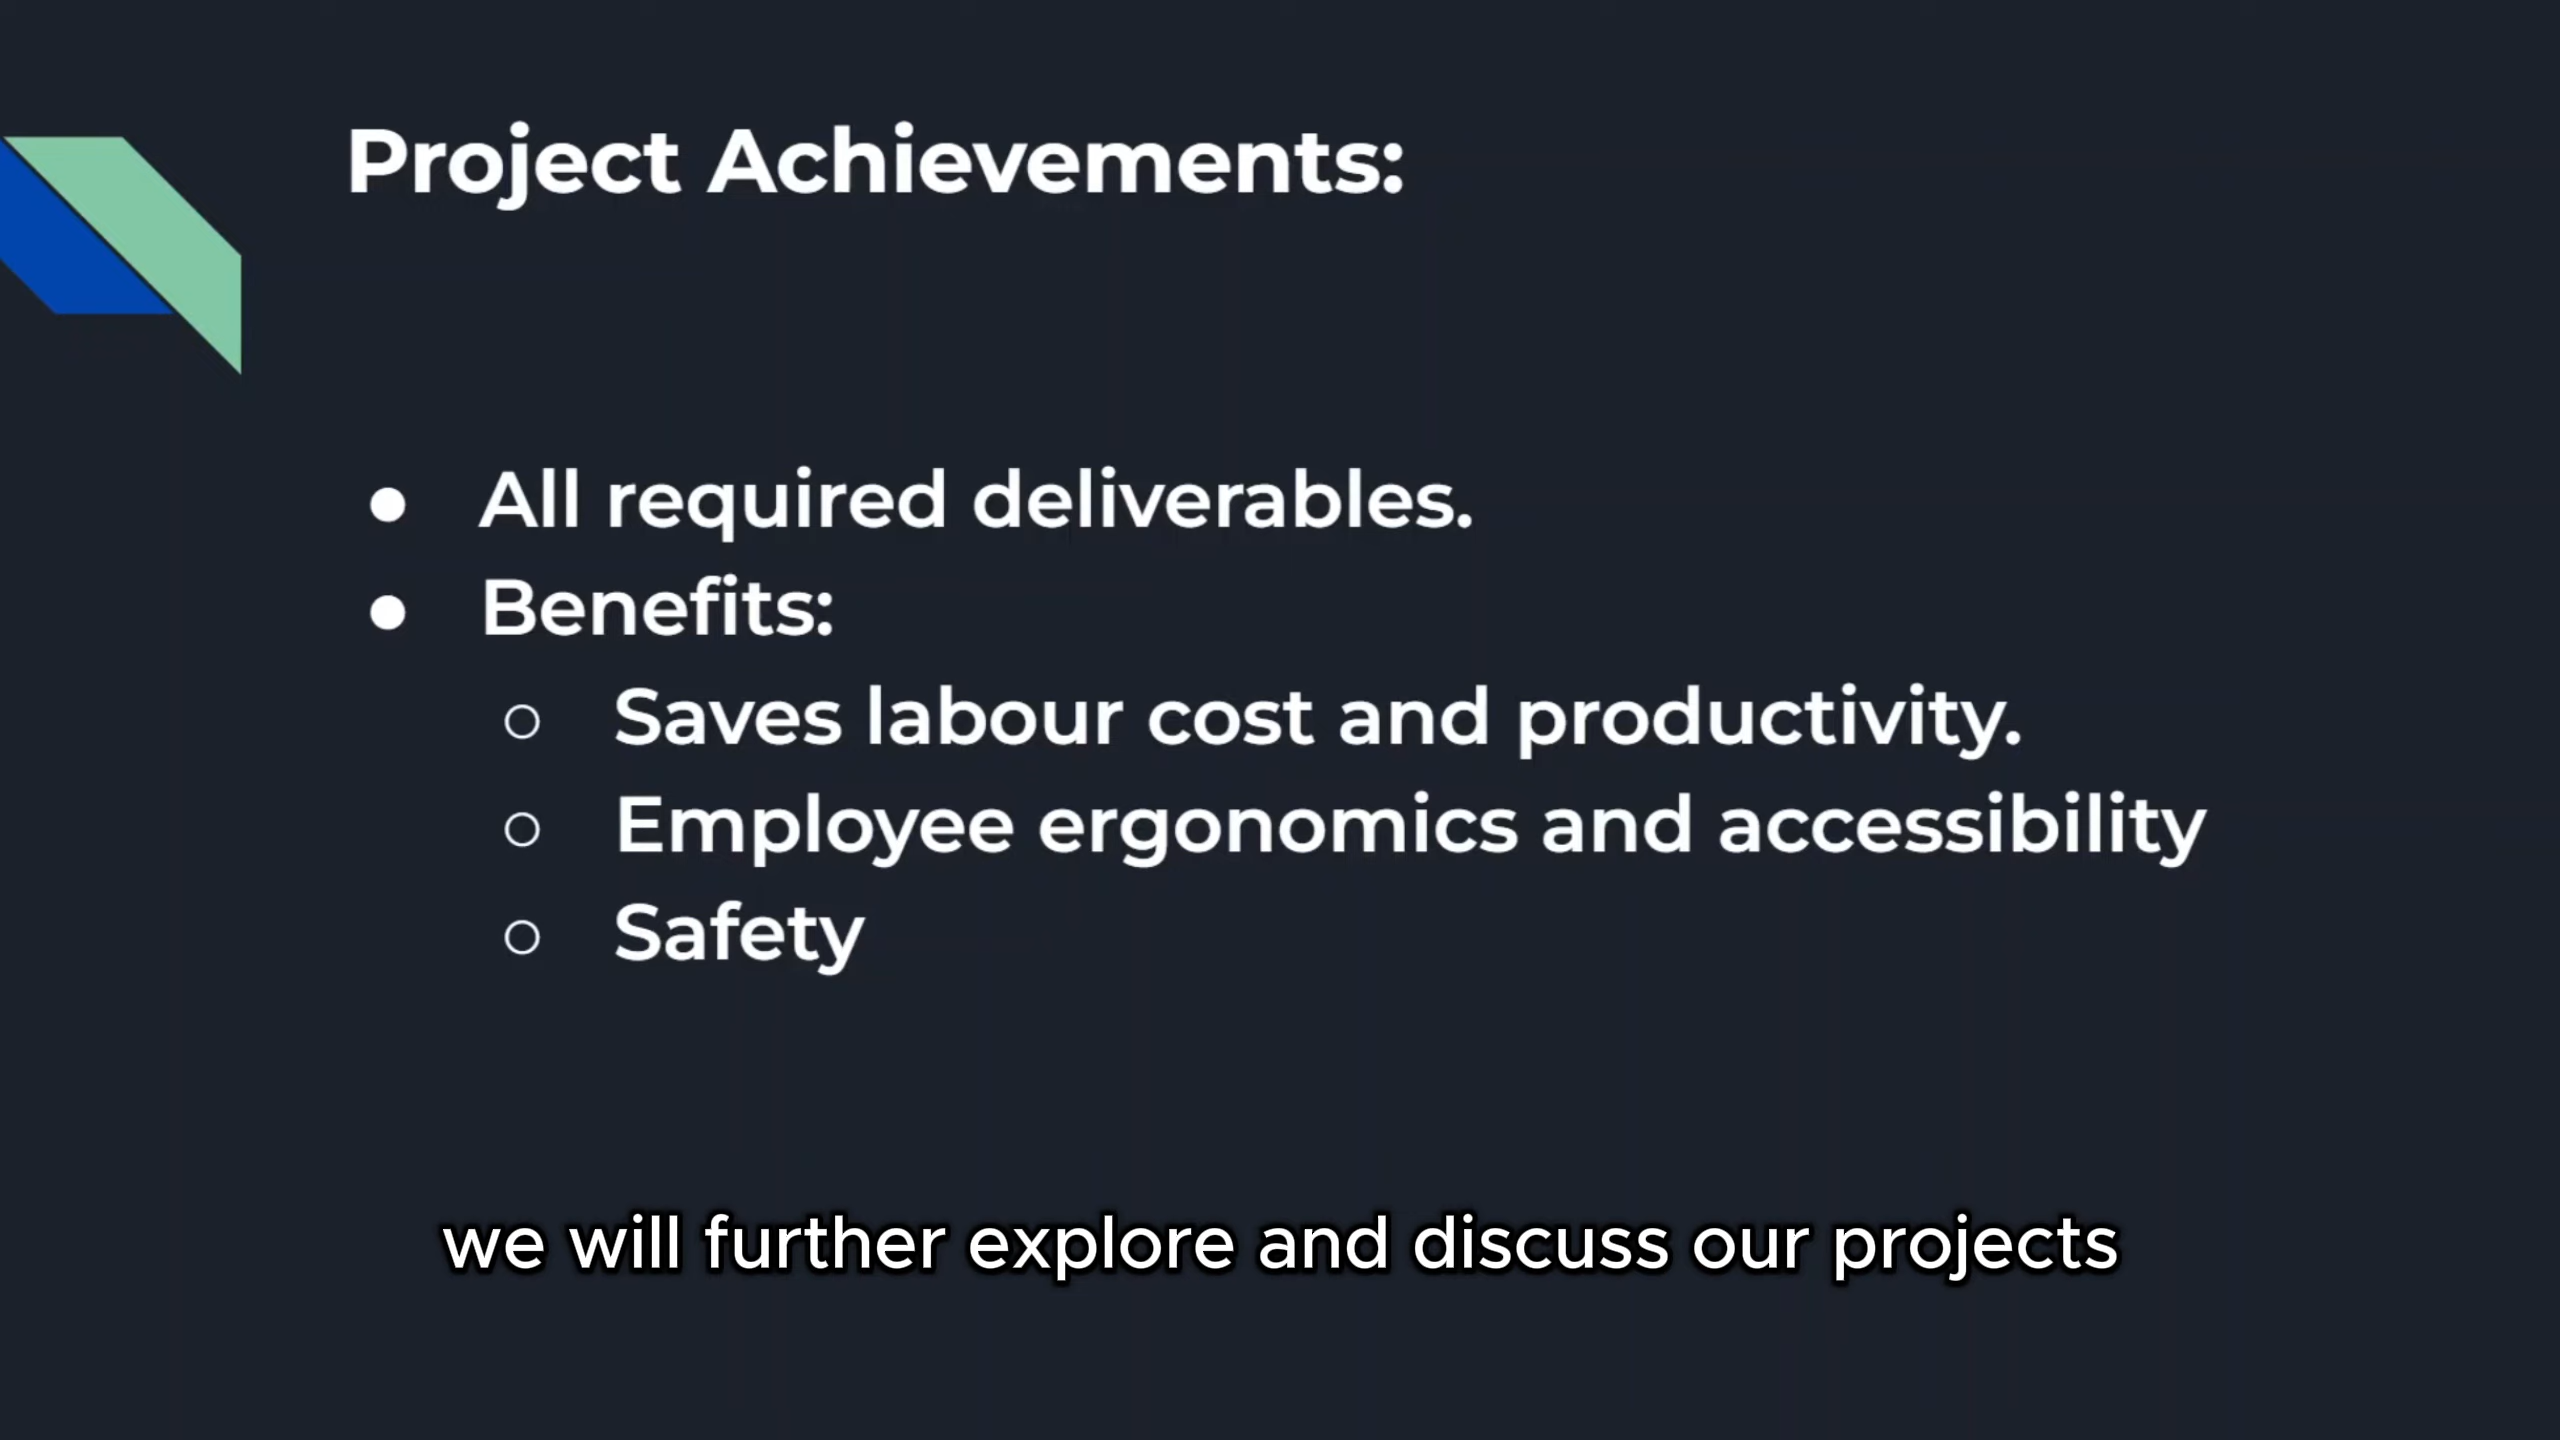 Project Achievements:
● All required deliverables.
● Benefits:
○ Saves labour cost and productivity.
○ Employee ergonomics and accessibility
○ Safety
we will further explore and discuss our projects